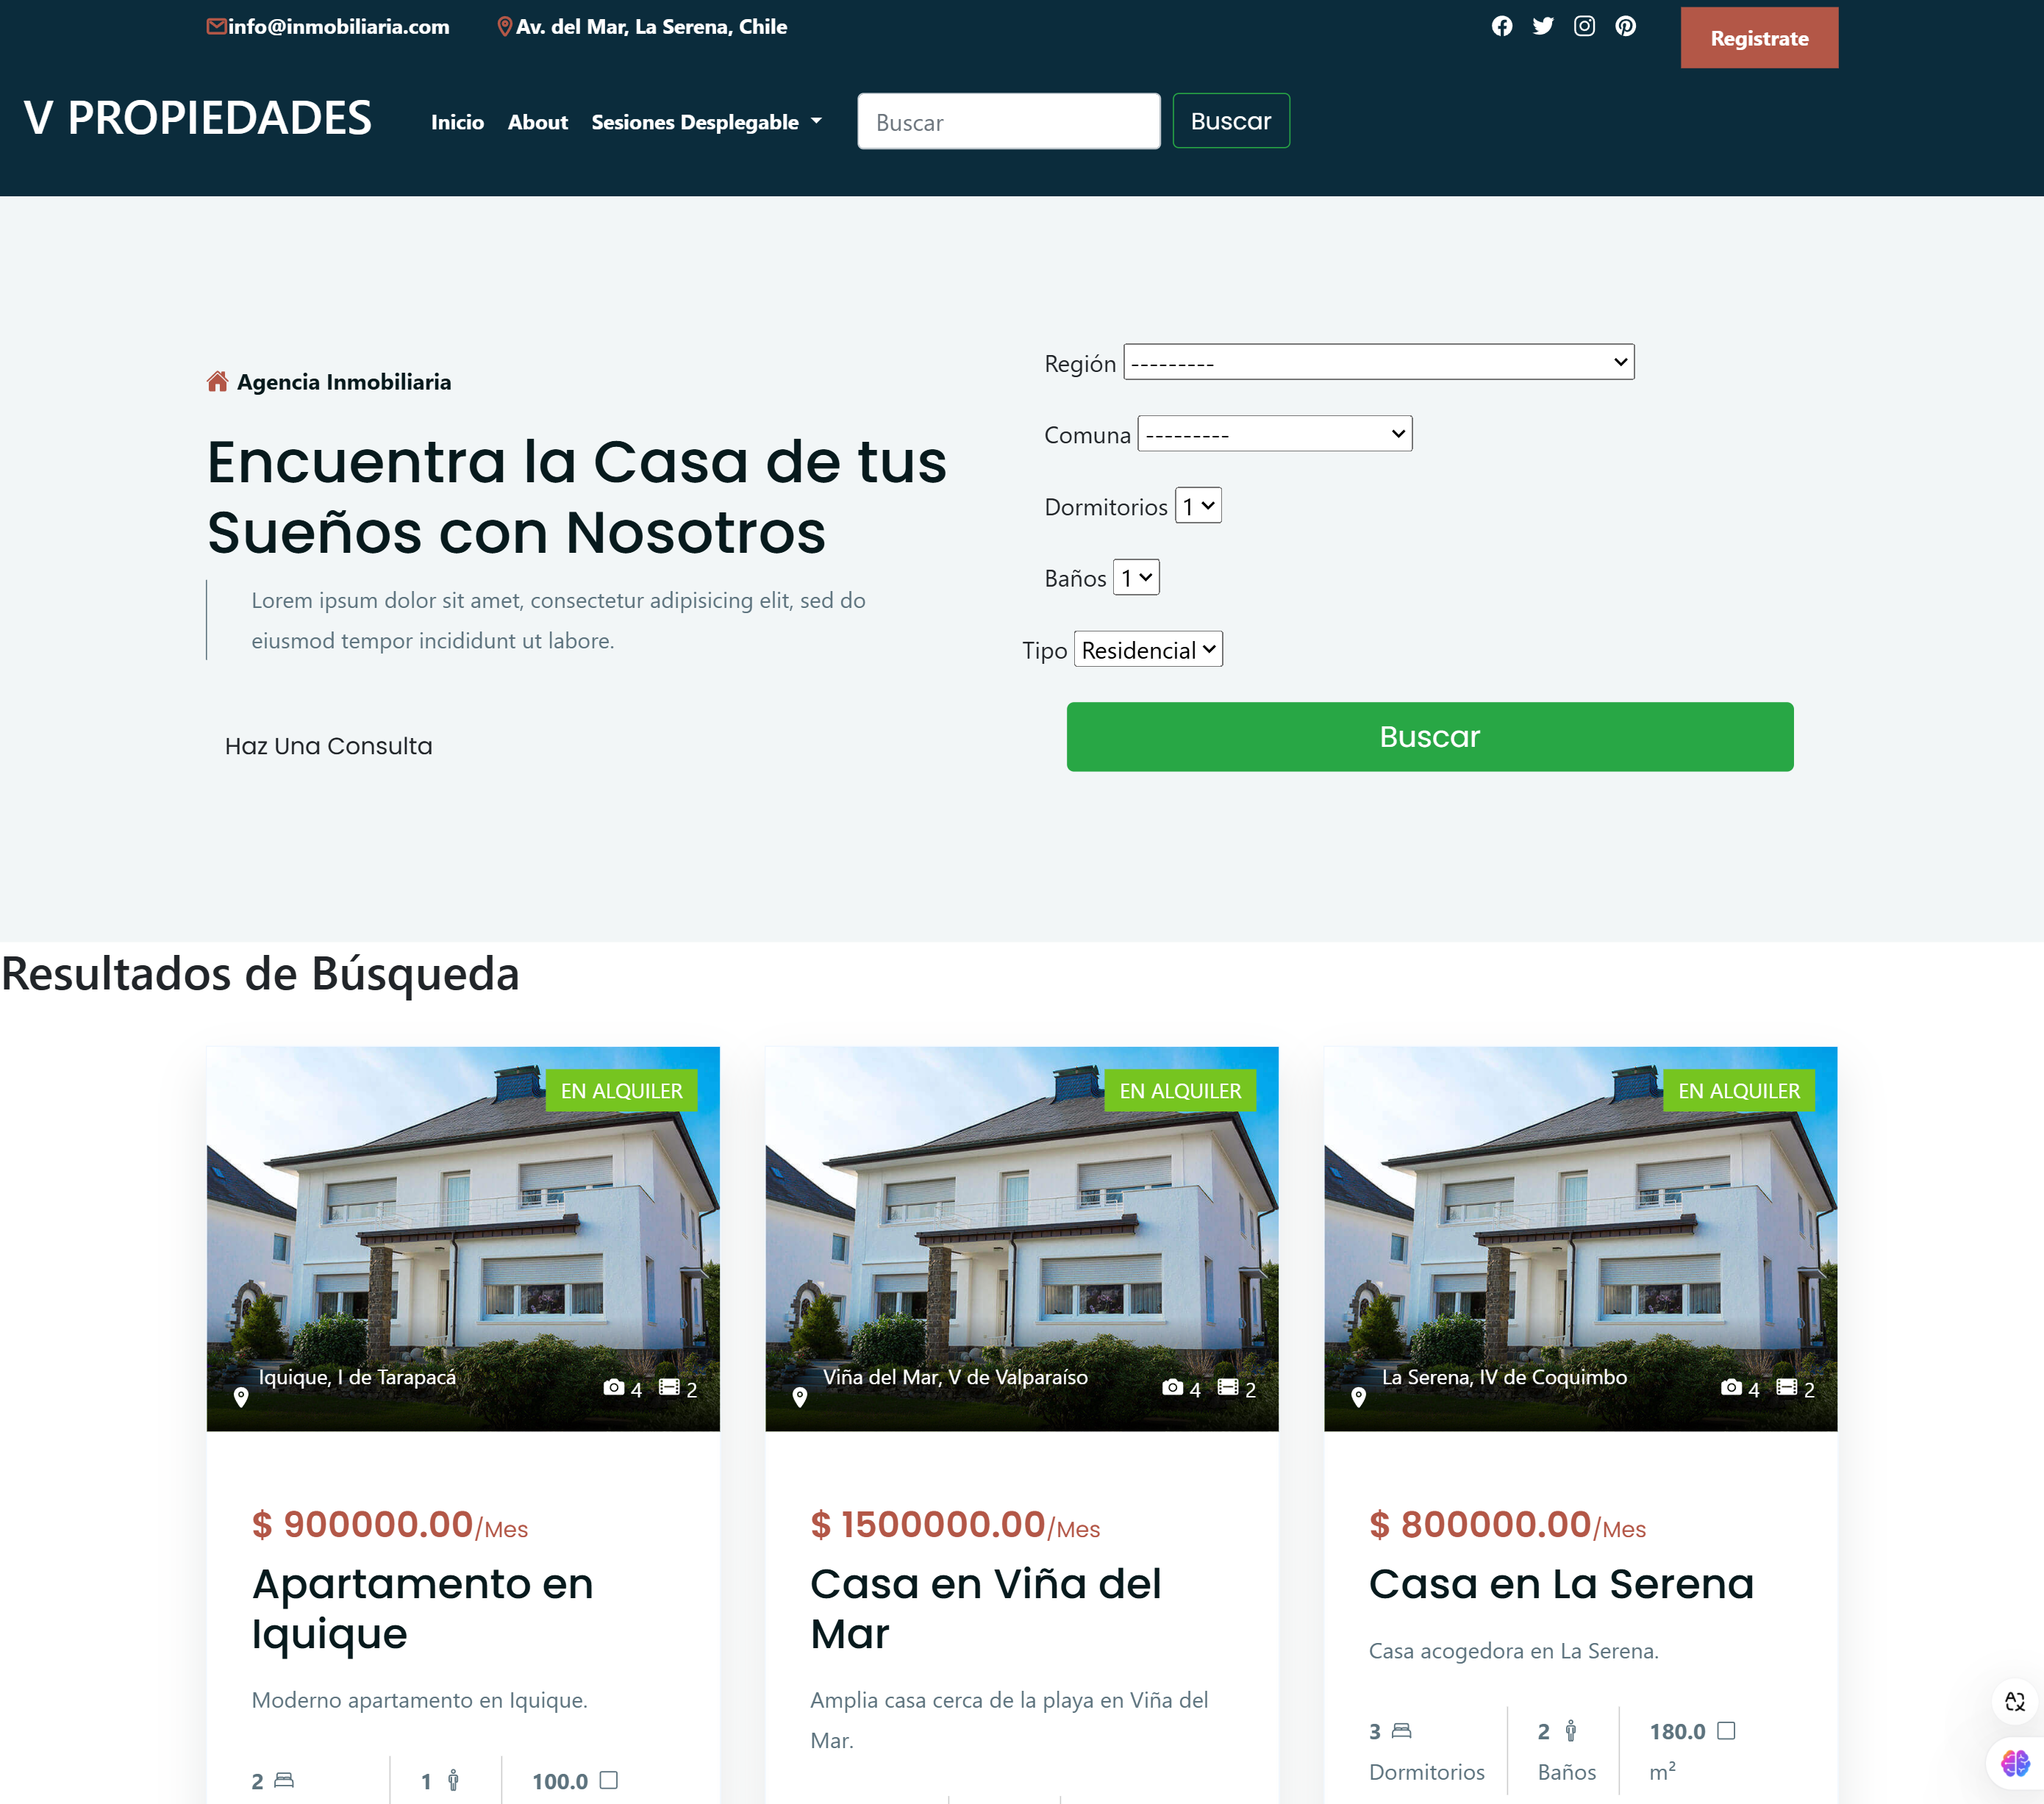 info@inmobiliaria.com
Av. del Mar, La Serena, Chile
Registrate
V PROPIEDADES
Inicio
About
Sesiones Desplegable
Buscar
Buscar
Agencia Inmobiliaria
Encuentra la Casa de tus
Sueños con Nosotros
Lorem ipsum dolor sit amet, consectetur adipisicing elit, sed do
eiusmod tempor incididunt ut labore.
Haz Una Consulta
Región ---------
Comuna ---------
Dormitorios 1
Baños 1
Tipo Residencial
Buscar
Resultados de Búsqueda
EN ALQUILER
Iquique, I de Tarapacá
4 2
$ 900000.00/Mes
Apartamento en
Iquique
Moderno apartamento en Iquique.
2
1
100.0
EN ALQUILER
Viña del Mar, V de Valparaíso
4 2
$ 1500000.00/Mes
Casa en Viña del
Mar
Amplia casa cerca de la playa en Viña del
Mar.
EN ALQUILER
La Serena, IV de Coquimbo
4 2
$ 800000.00/Mes
Casa en La Serena
Casa acogedora en La Serena.
3
Dormitorios
2
Baños
180.0
m²